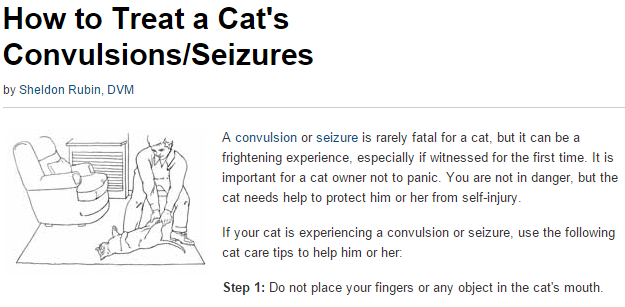 How to Treat a Cat's
Convulsions/Seizures
by Sheldon Rubin, DVM
A convulsion or seizure is rarely fatal for a cat, but it can be a
frightening experience, especially if witnessed for the first time. It is
important for a cat owner not to panic. You are not in danger, but the
cat needs help to protect him or her from self-injury.
If your cat is experiencing a convulsion or seizure, use the following
cat care tips to help him or her:
Step 1: Do not place your fingers or any object in the cat's mouth.